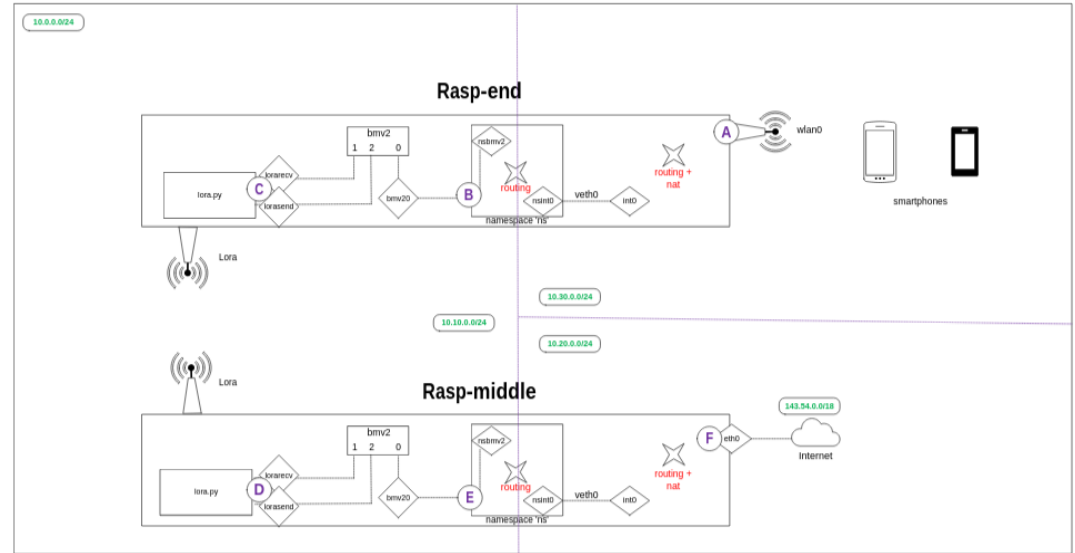 10.0.0.0/24
Rasp-end
bmv2
1 2 0
nsbmv2
A
wlan0
lorarecv
routing +
nat
C
lora.py
routing
B
bmv20
veth0
nsint0
int0
lorasend
smartphones
namespace 'ns'
Lora
10.30.0.0/24
10.10.0.0/24
10.20.0.0/24
Lora
Rasp-middle
143.54.0.0/18
bmv2
1 2 0
nsbmv2
F
eth0
Internet
lorarecv
routing +
nat
D
lora.py
routing
E
bmv20
veth0
nsint0
int0
lorasend
namespace 'ns'